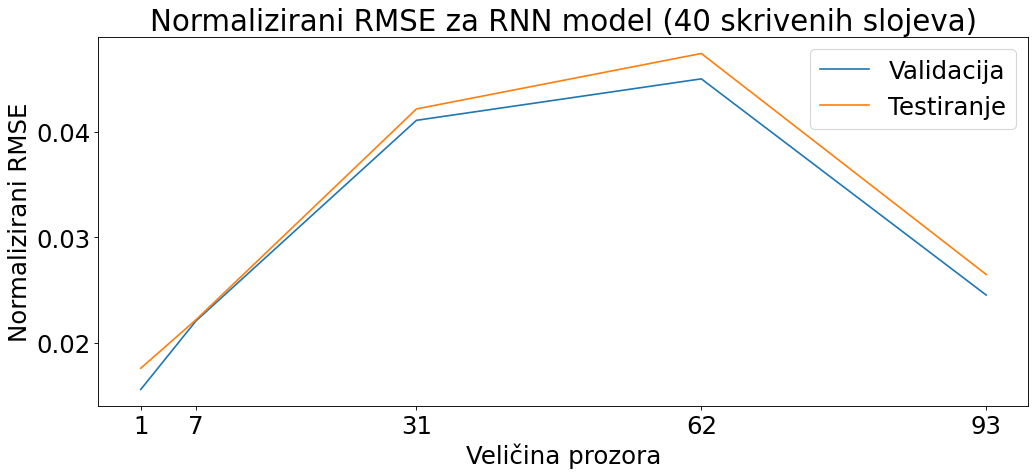 Normalizirani RMSE za RNN model (40 skrivenih slojeva)
Validacija
Testiranje
Normalizirani RMSE
0.04
0.03
0.02
1 7 31 62 93
Veličina prozora